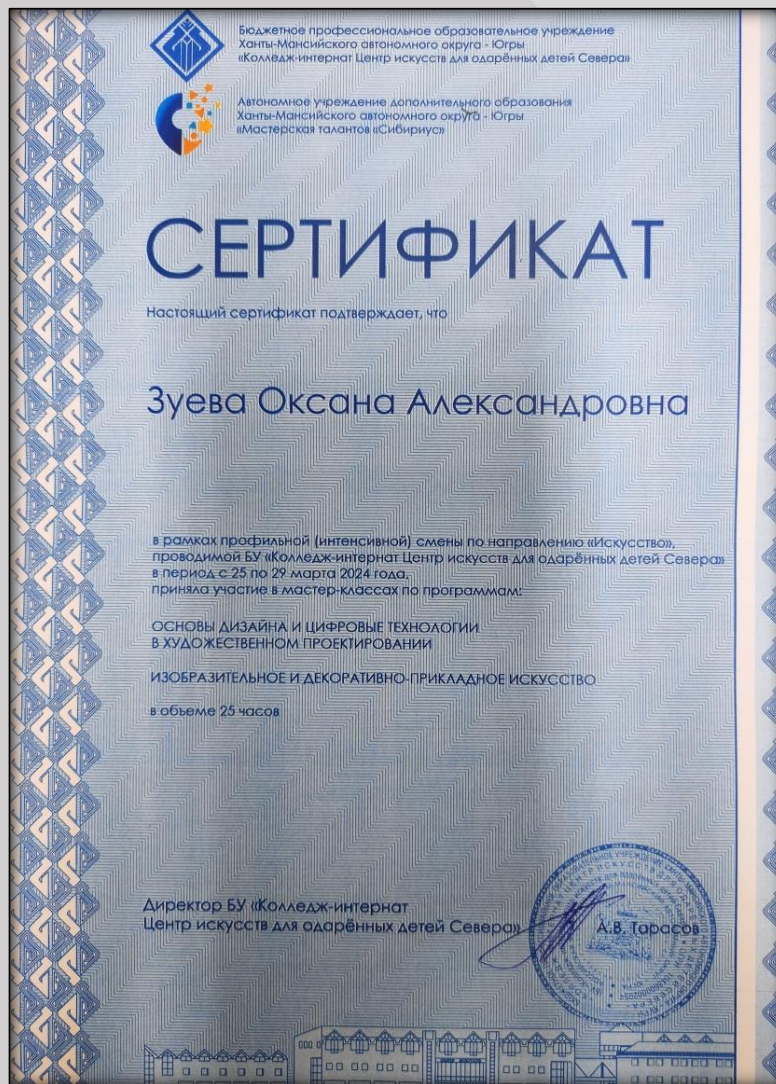 Бюджетное профессиональное образовательное учреждение
Ханты-Мансийского автономного округа - Югры
«Колледж-интернат Центр искусств для одарённых детей Севера»
Автономное учреждение дополнительного образования
Ханты-Мансийского автономного округа - Югры
«Мастерская талантов «Сибириус»
СЕРТИФИКАТ
Настоящий сертификат подтверждает, что
Зуева Оксана Александровна
в рамках профильной (интенсивной) смены по направлению «Искусство»,
проводимой БУ «Колледж-интернат Центр искусств для одарённых детей Севера»
в период с 25 по 29 марта 2024 года,
приняла участие в мастер-классах по программам:
ОСНОВЫ ДИЗАЙНА И ЦИФРОВЫЕ ТЕХНОЛОГИИ
В ХУДОЖЕСТВЕННОМ ПРОЕКТИРОВАНИИ
ИЗОБРАЗИТЕЛЬНОЕ И ДЕКОРАТИВНО-ПРИКЛАДНОЕ ИСКУССТВО
в объеме 25 часов
Директор БУ «Колледж-интернат
Центр искусств для одарённых детей Севера»
А.В. Тарасов